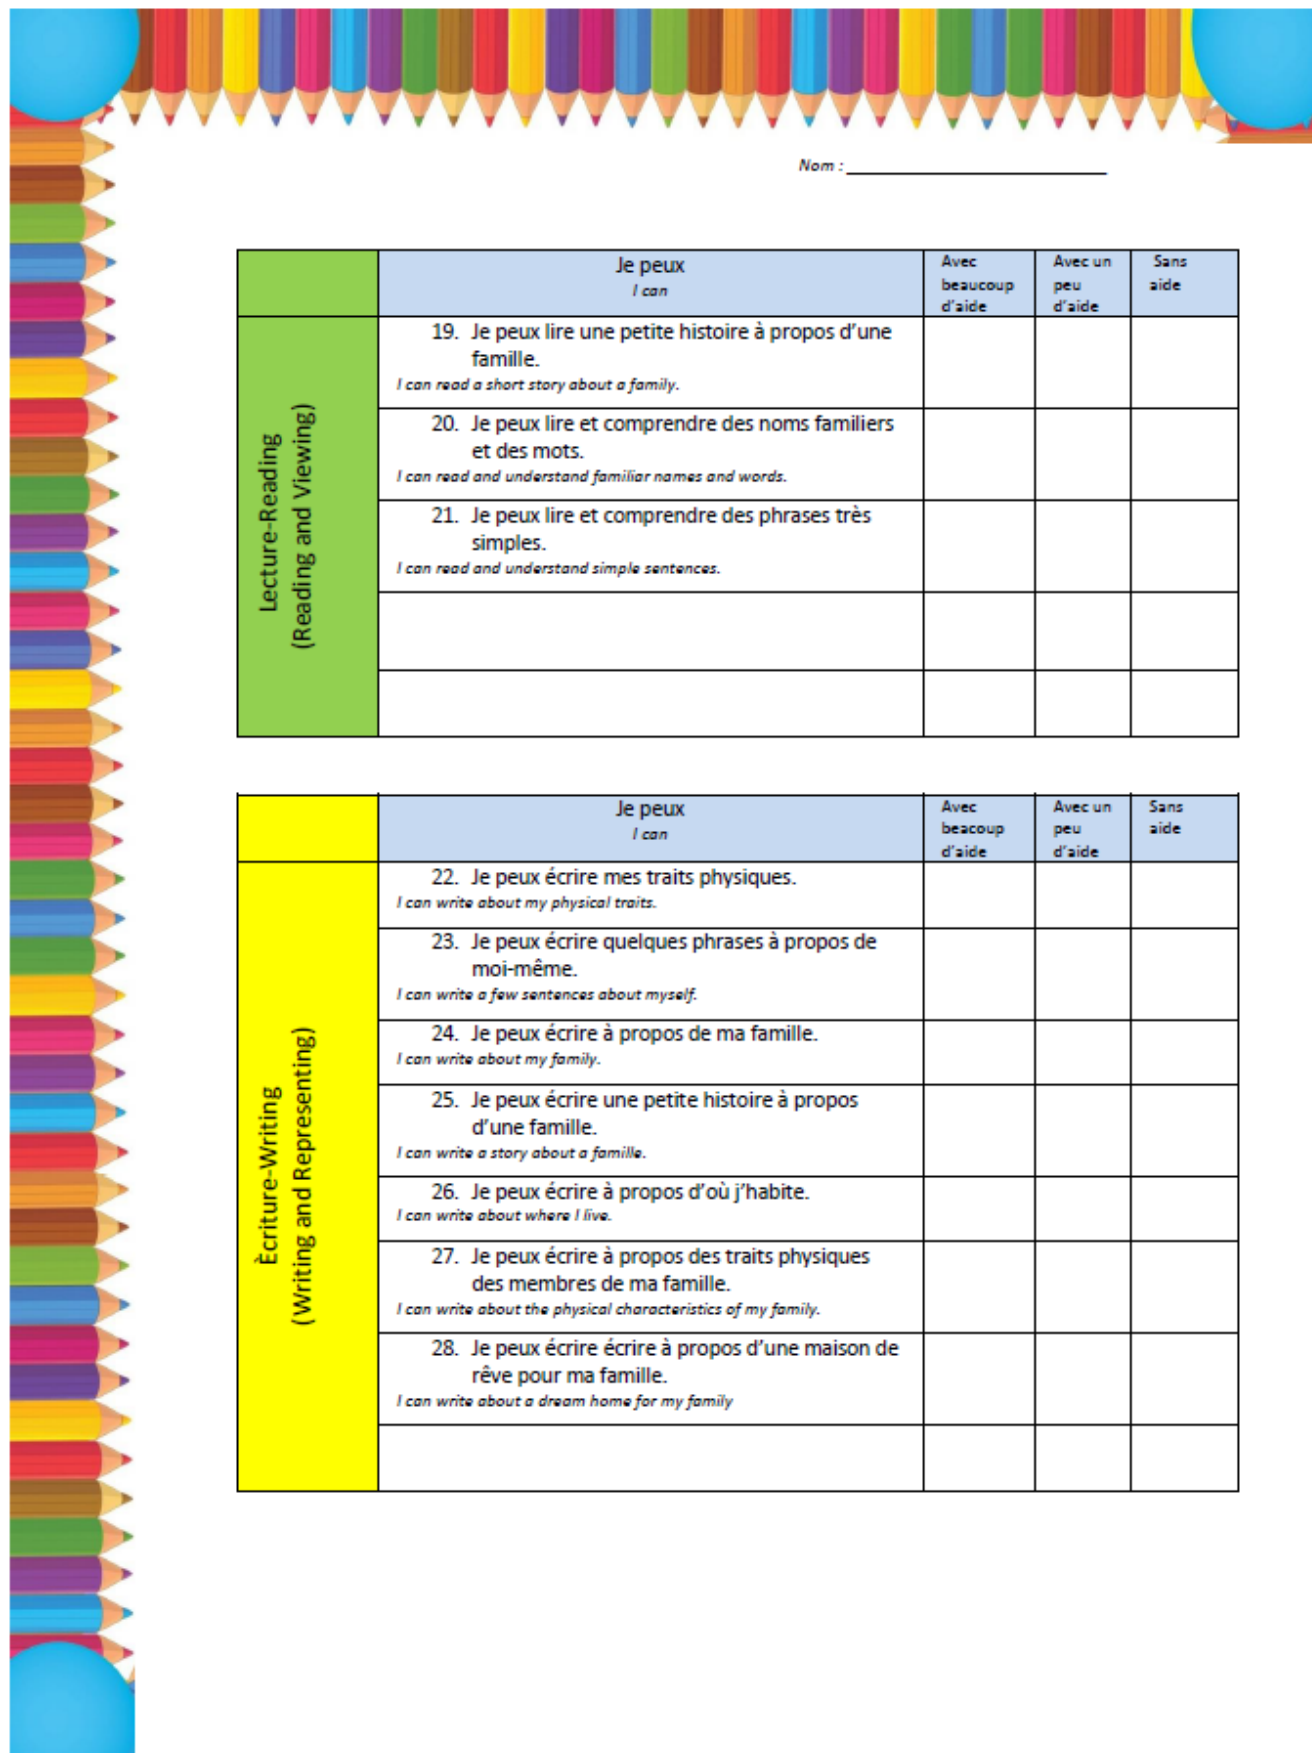 Nom : ____________________
Je peux
I can
Avec
beaucoup
d'aide
Avec un
peu
d'aide
Sans
aide
Lecture-Reading
(Reading and Viewing)
19. Je peux lire une petite histoire à propos d'une
famille.
I can read a short story about a family.
20. Je peux lire et comprendre des noms familiers
et des mots.
I can read and understand familiar names and words.
21. Je peux lire et comprendre des phrases très
simples.
I can read and understand simple sentences.
Je peux
I can
Avec
beacoup
d'aide
Avec un
peu
d'aide
Sans
aide
Ècriture-Writing
(Writing and Representing)
22. Je peux écrire mes traits physiques.
I can write about my physical traits.
23. Je peux écrire quelques phrases à propos de
moi-même.
I can write a few sentences about myself.
24. Je peux écrire à propos de ma famille.
I can write about my family.
25. Je peux écrire une petite histoire à propos
d'une famille.
I can write a story about a famille.
26. Je peux écrire à propos d'où j'habite.
I can write about where I live.
27. Je peux écrire à propos des traits physiques
des membres de ma famille.
I can write about the physical characteristics of my family.
28. Je peux écrire écrire à propos d'une maison de
rêve pour ma famille.
I can write about a dream home for my family